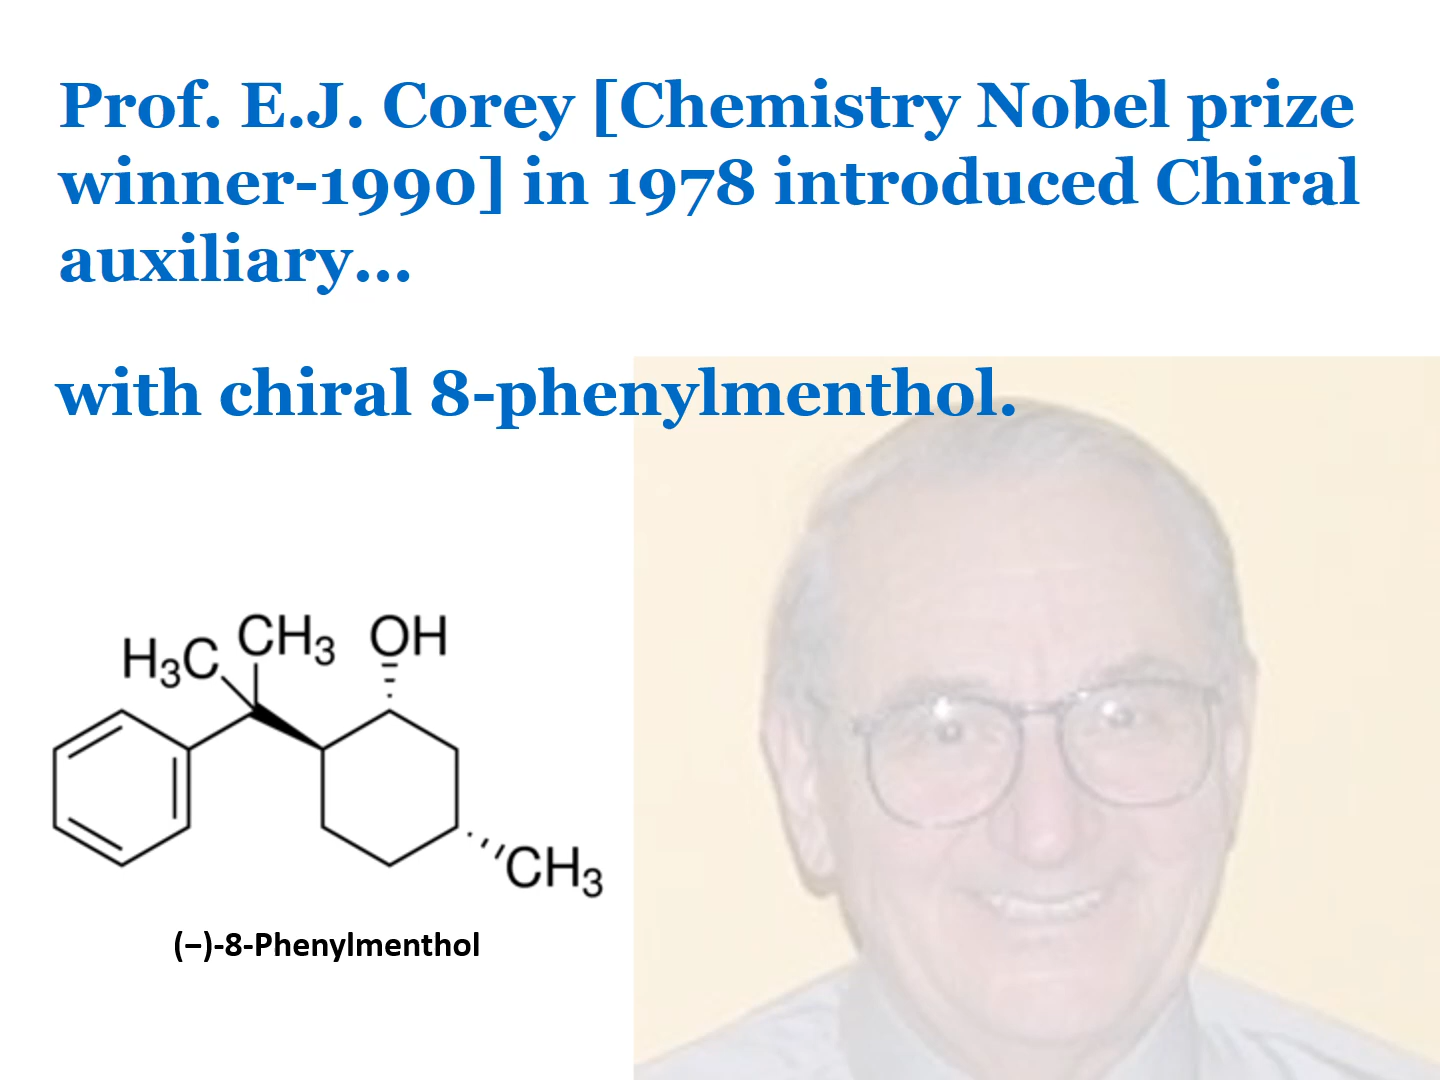 Prof. E.J. Corey [Chemistry Nobel prize
winner-1990] in 1978 introduced Chiral
auxiliary...
with chiral 8-phenylmenthol.
H₃C CH₃ OH
CH₃
(−)-8-Phenylmenthol